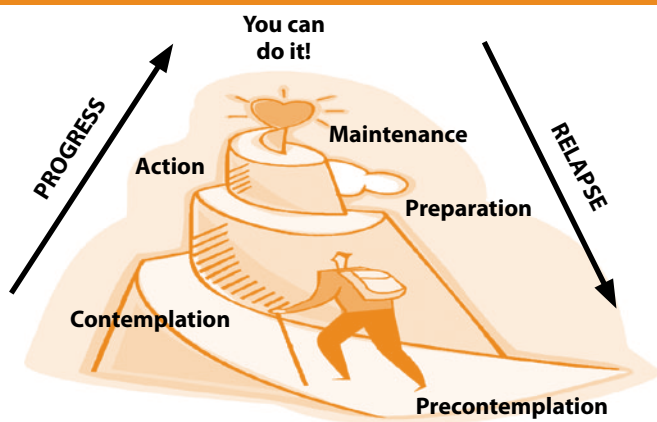 You can
do it!
PROGRESS
RELAPSE
Maintenance
Action
Preparation
Contemplation
Precontemplation